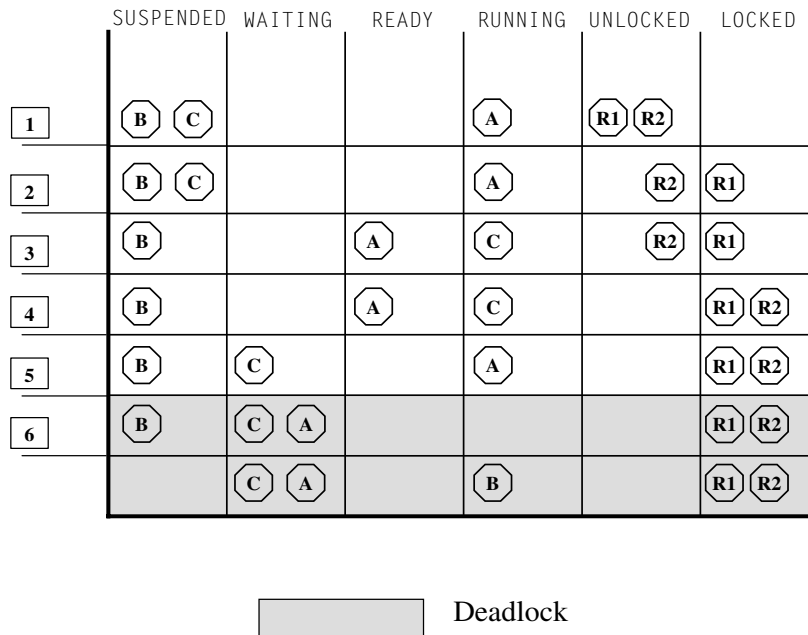 SUSPENDED WAITING READY RUNNING UNLOCKED LOCKED
1 B C A R1 R2
2 B C A R2 R1
3 B A C R2 R1
4 B A C R1 R2
5 B C A R1 R2
6 B C A R1 R2
C A B R1 R2
Deadlock